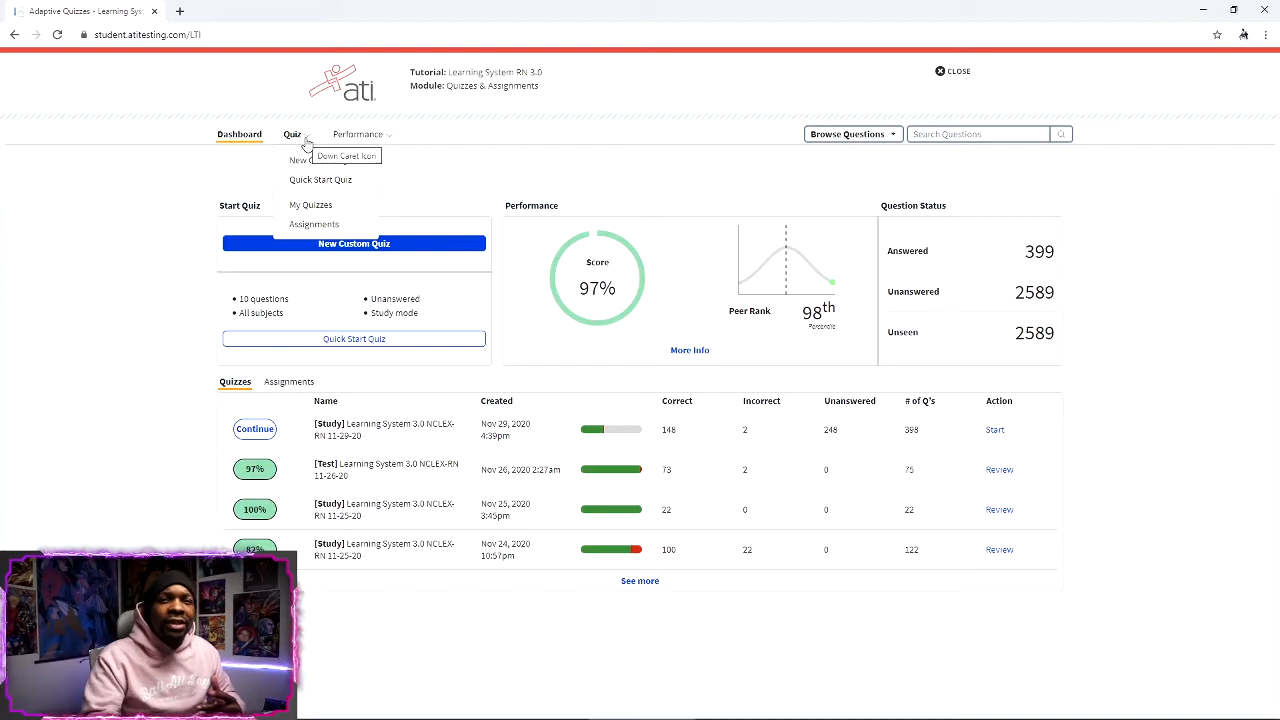 Adaptive Quizzes - Learning Sys
student.atitesting.com/LTI
ati
Tutorial: Learning System RN 3.0
Module: Quizzes & Assignments
CLOSE
Dashboard Quiz Performance
Browse Questions Search Questions
Down Caret Icon
New
Quick Start Quiz
My Quizzes
Assignments
Start Quiz
New Custom Quiz
10 questions Unanswered
All subjects Study mode
Quick Start Quiz
Performance
Score
97%
Peer Rank 98th
Percentile
More Info
Question Status
Answered 399
Unanswered 2589
Unseen 2589
Quizzes Assignments
Name Created Correct Incorrect Unanswered # of Q's Action
Continue [Study] Learning System 3.0 NCLEX-RN 11-29-20 Nov 29, 2020 4:39pm 148 2 248 398 Start
97% [Test] Learning System 3.0 NCLEX-RN 11-26-20 Nov 26, 2020 2:27am 73 2 0 75 Review
100% [Study] Learning System 3.0 NCLEX-RN 11-25-20 Nov 25, 2020 3:45pm 22 0 0 22 Review
82% [Study] Learning System 3.0 NCLEX-RN 11-25-20 Nov 24, 2020 10:57pm 100 22 0 122 Review
See more